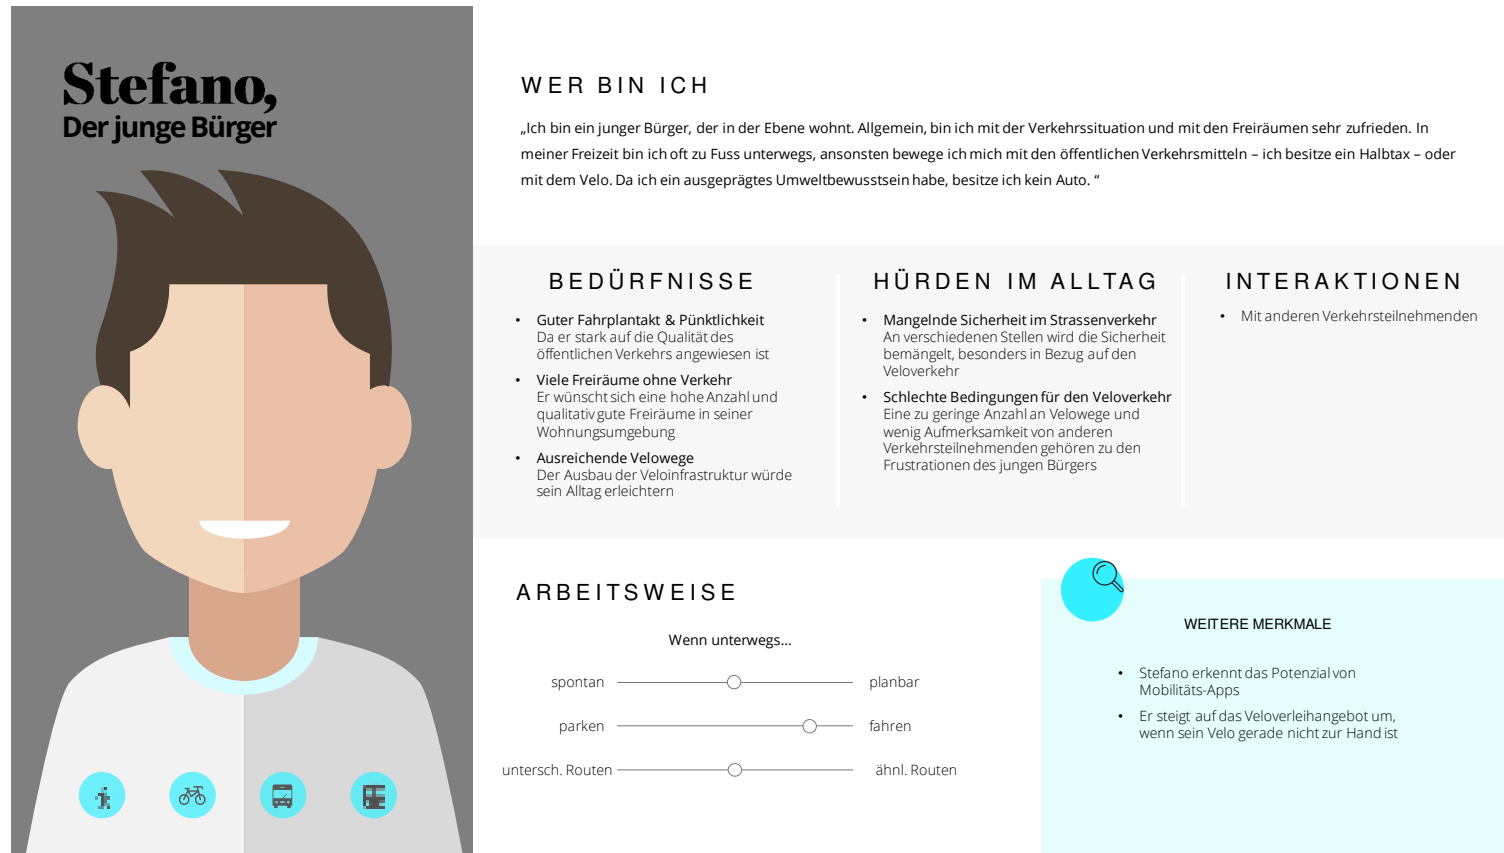 Stefano,
Der junge Bürger
WER BIN ICH
„Ich bin ein junger Bürger, der in der Ebene wohnt. Allgemein, bin ich mit der Verkehrssituation und mit den Freiräumen sehr zufrieden. In
meiner Freizeit bin ich oft zu Fuss unterwegs, ansonsten bewege ich mich mit den öffentlichen Verkehrsmitteln – ich besitze ein Halbtax – oder
mit dem Velo. Da ich ein ausgeprägtes Umweltbewusstsein habe, besitze ich kein Auto. “
BEDÜRFNISSE
• Guter Fahrplantakt & Pünktlichkeit
Da er stark auf die Qualität des
öffentlichen Verkehrs angewiesen ist
• Viele Freiräume ohne Verkehr
Er wünscht sich eine hohe Anzahl und
qualitativ gute Freiräume in seiner
Wohnungsumgebung
• Ausreichende Velowege
Der Ausbau der Veloinfrastruktur würde
sein Alltag erleichtern
HÜRDEN IM ALLTAG
• Mangelnde Sicherheit im Strassenverkehr
An verschiedenen Stellen wird die Sicherheit
bemängelt, besonders in Bezug auf den
Veloverkehr
• Schlechte Bedingungen für den Veloverkehr
Eine zu geringe Anzahl an Velowege und
wenig Aufmerksamkeit von anderen
Verkehrsteilnehmenden gehören zu den
Frustrationen des jungen Bürgers
INTERAKTIONEN
• Mit anderen Verkehrsteilnehmenden
ARBEITSWEISE
Wenn unterwegs...
spontan planbar
parken fahren
untersch. Routen ähnl. Routen
WEITERE MERKMALE
• Stefano erkennt das Potenzial von
Mobilitäts-Apps
• Er steigt auf das Veloverleihangebot um,
wenn sein Velo gerade nicht zur Hand ist